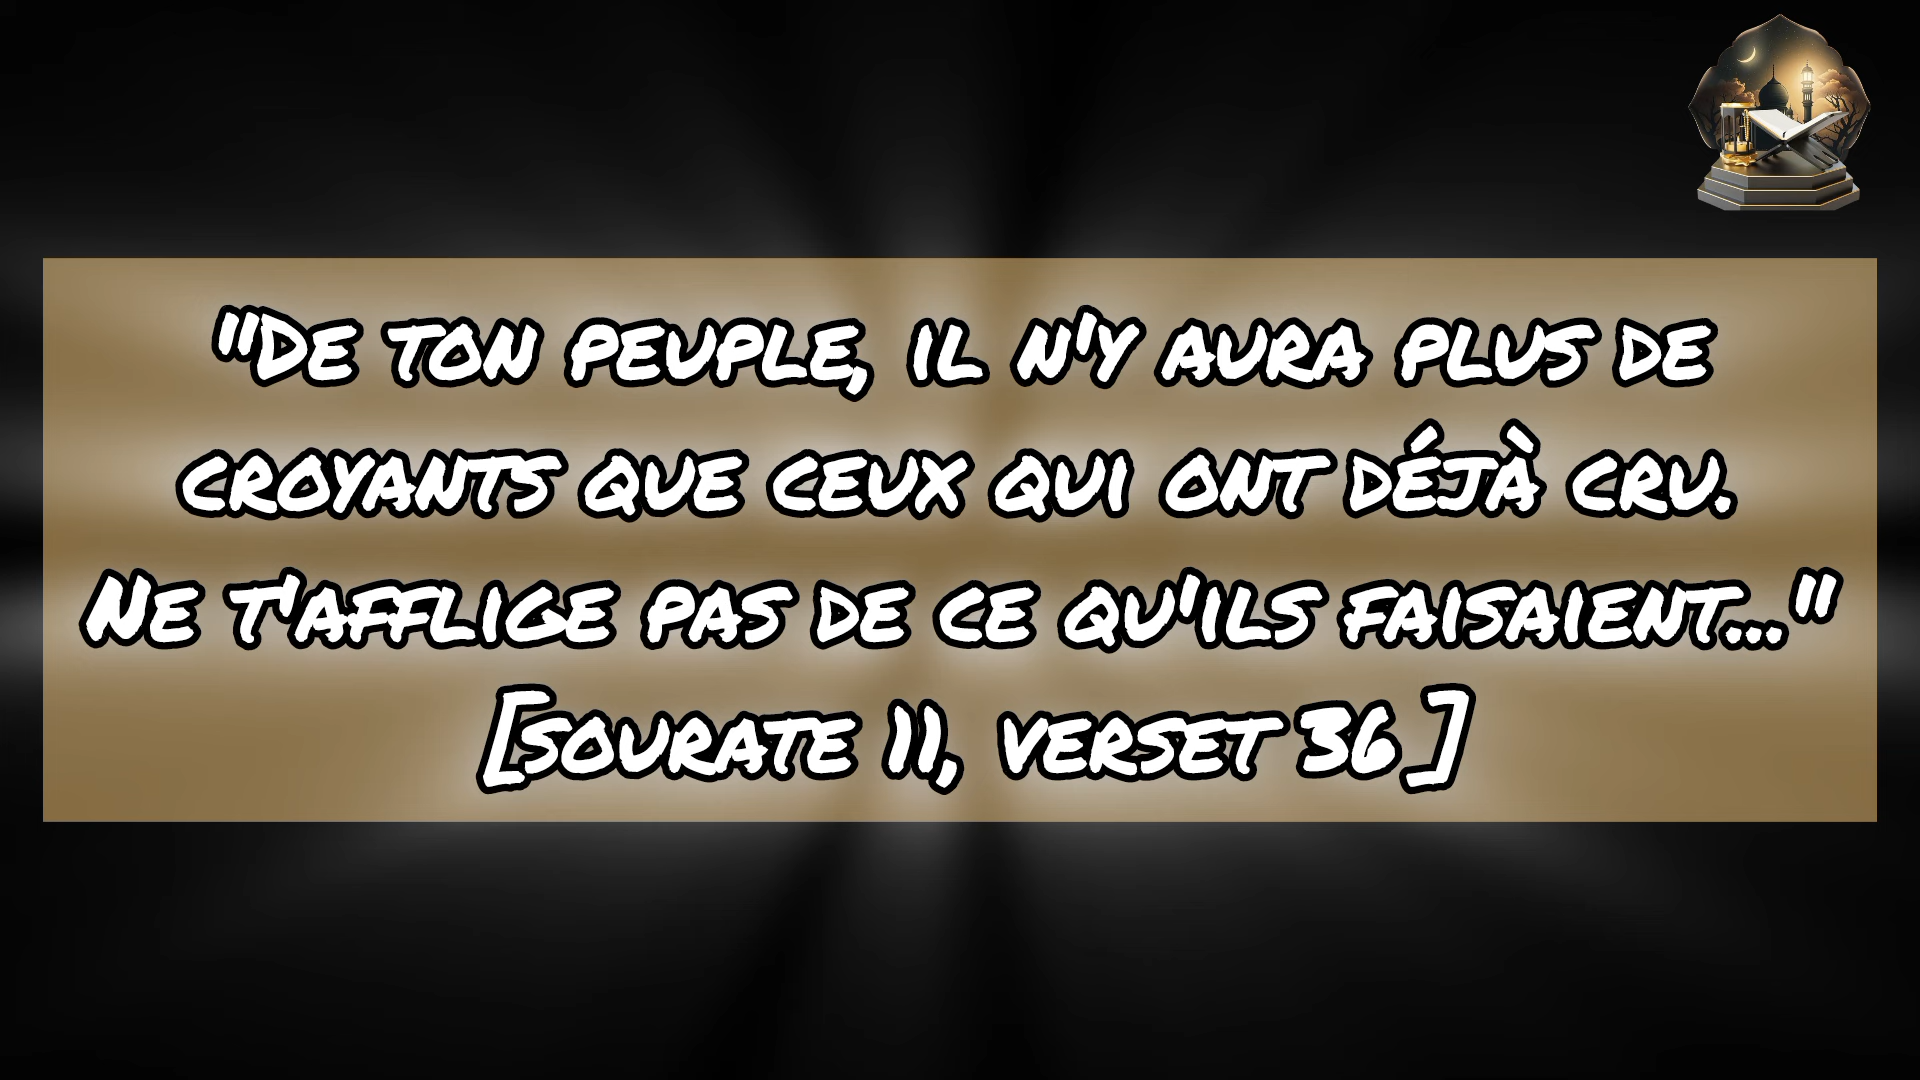 "De ton peuple, il n'y aura plus de
croyants que ceux qui ont déjà cru.
Ne t'afflige pas de ce qu'ils faisaient..."
[sourate 11, verset 36]